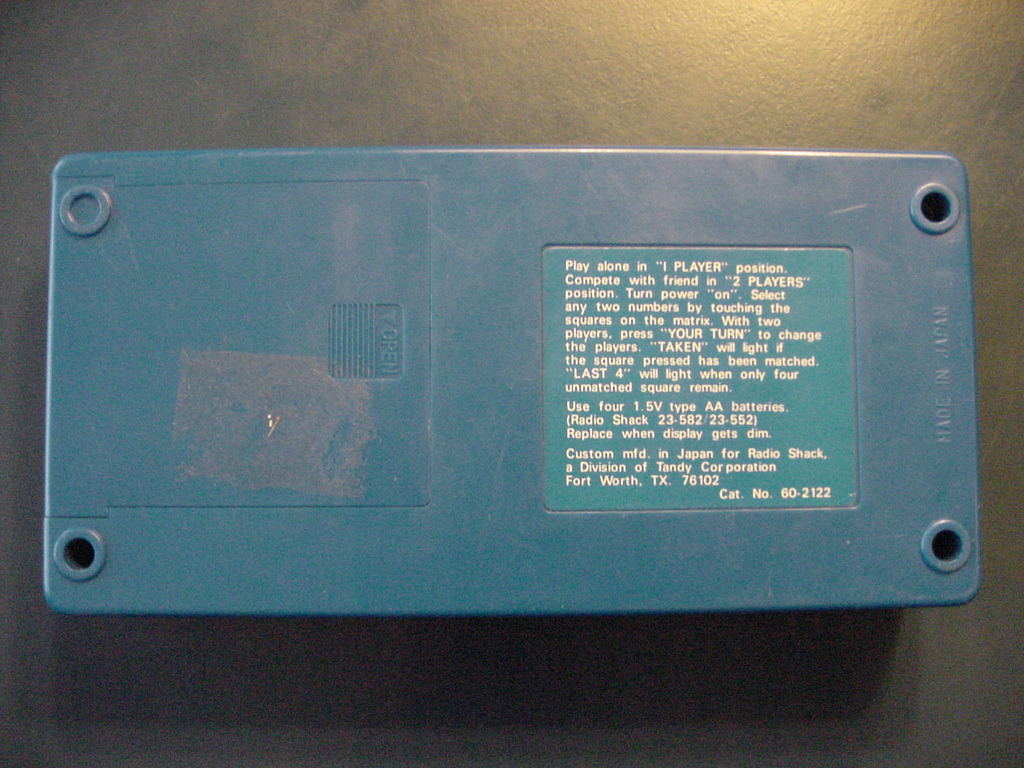 OPEN
Play alone in "1 PLAYER" position.
Compete with friend in "2 PLAYERS"
position. Turn power "on". Select
any two numbers by touching the
squares on the matrix. With two
players, press "YOUR TURN" to change
the players. "TAKEN" will light if
the square pressed has been matched.
"LAST 4" will light when only four
unmatched square remain.
Use four 1.5V type AA batteries.
(Radio Shack 23-582/23-552)
Replace when display gets dim.
Custom mfd. in Japan for Radio Shack,
a Division of Tandy Corporation
Fort Worth, TX. 76102
Cat. No. 60-2122
MADE IN JAPAN